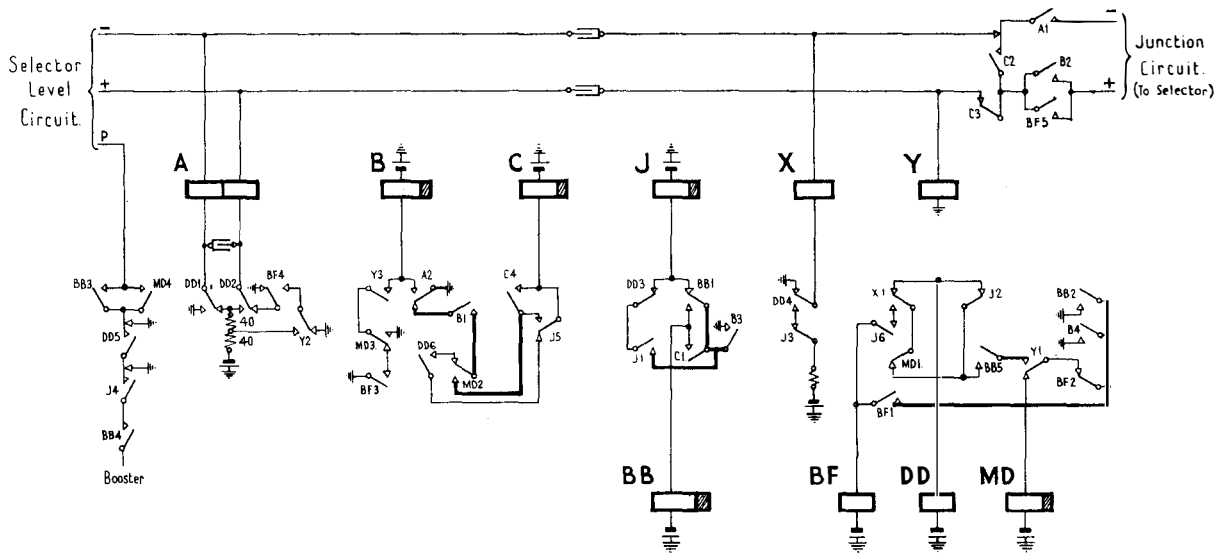 Selector
Level
Circuit.
−
+
P
A1
C2
B2
C3
BF5
−
+
Junction
Circuit.
(To Selector)
A
B
C
J
X
Y
BB3
MD4
DD5
J4
BB4
Booster
DD1
DD2
BF4
40
40
Y2
Y3
A2
B1
MD3
BF3
DD6
MD2
C4
J5
DD3
BB1
B3
J1
C1
DD4
J3
X1
J2
J6
MD1
BB5
Y1
BF1
BF2
BB2
B4
BB
BF
DD
MD